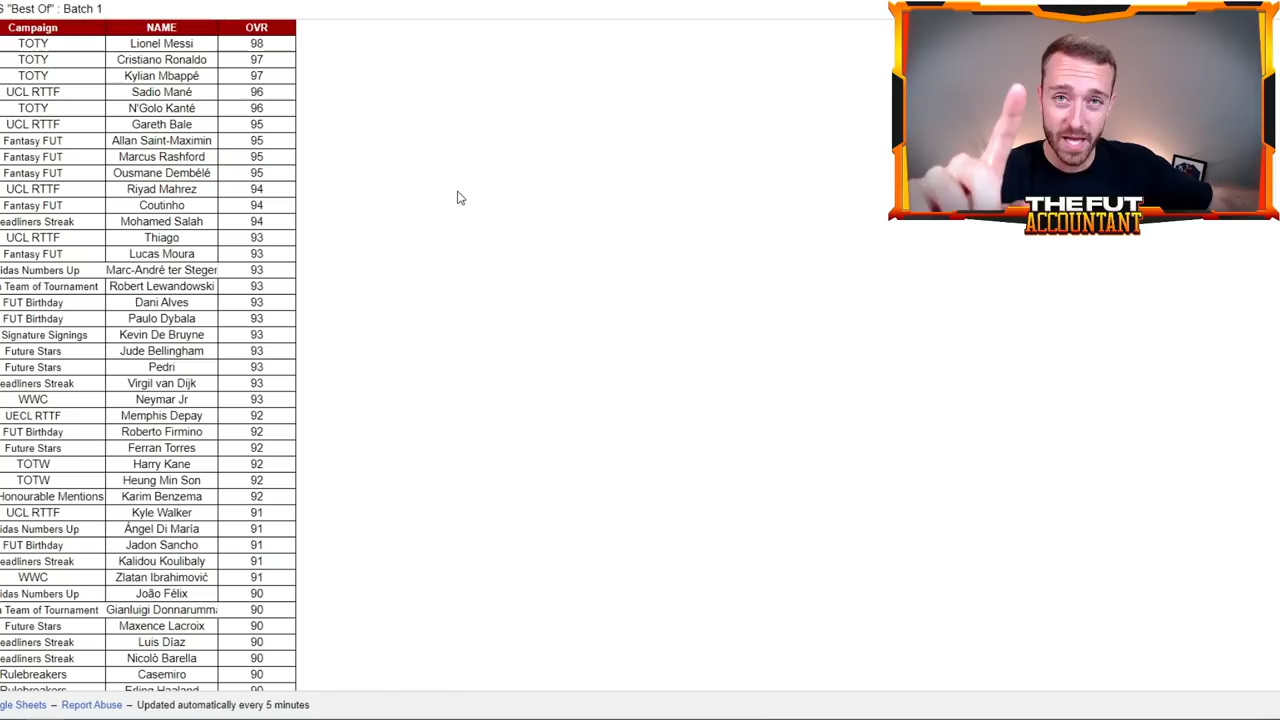 S "Best Of" : Batch 1
Campaign NAME OVR
TOTY Lionel Messi 98
TOTY Cristiano Ronaldo 97
TOTY Kylian Mbappé 97
UCL RTTF Sadio Mané 96
TOTY N'Golo Kanté 96
UCL RTTF Gareth Bale 95
Fantasy FUT Allan Saint-Maximin 95
Fantasy FUT Marcus Rashford 95
Fantasy FUT Ousmane Dembélé 95
UCL RTTF Riyad Mahrez 94
Fantasy FUT Coutinho 94
eadliners Streak Mohamed Salah 94
UCL RTTF Thiago 93
Fantasy FUT Lucas Moura 93
idas Numbers Up Marc-André ter Steger 93
Team of Tournament Robert Lewandowski 93
FUT Birthday Dani Alves 93
FUT Birthday Paulo Dybala 93
Signature Signings Kevin De Bruyne 93
Future Stars Jude Bellingham 93
Future Stars Pedri 93
eadliners Streak Virgil van Dijk 93
WWC Neymar Jr 93
UECL RTTF Memphis Depay 92
FUT Birthday Roberto Firmino 92
Future Stars Ferran Torres 92
TOTW Harry Kane 92
TOTW Heung Min Son 92
Honourable Mentions Karim Benzema 92
UCL RTTF Kyle Walker 91
idas Numbers Up Ángel Di María 91
FUT Birthday Jadon Sancho 91
eadliners Streak Kalidou Koulibaly 91
WWC Zlatan Ibrahimović 91
idas Numbers Up João Félix 90
Team of Tournament Gianluigi Donnarumma 90
Future Stars Maxence Lacroix 90
eadliners Streak Luis Díaz 90
eadliners Streak Nicolò Barella 90
Rulebreakers Casemiro 90
Rulebreakers Erling Haaland 90
gle Sheets – Report Abuse – Updated automatically every 5 minutes
THE FUT
ACCOUNTANT